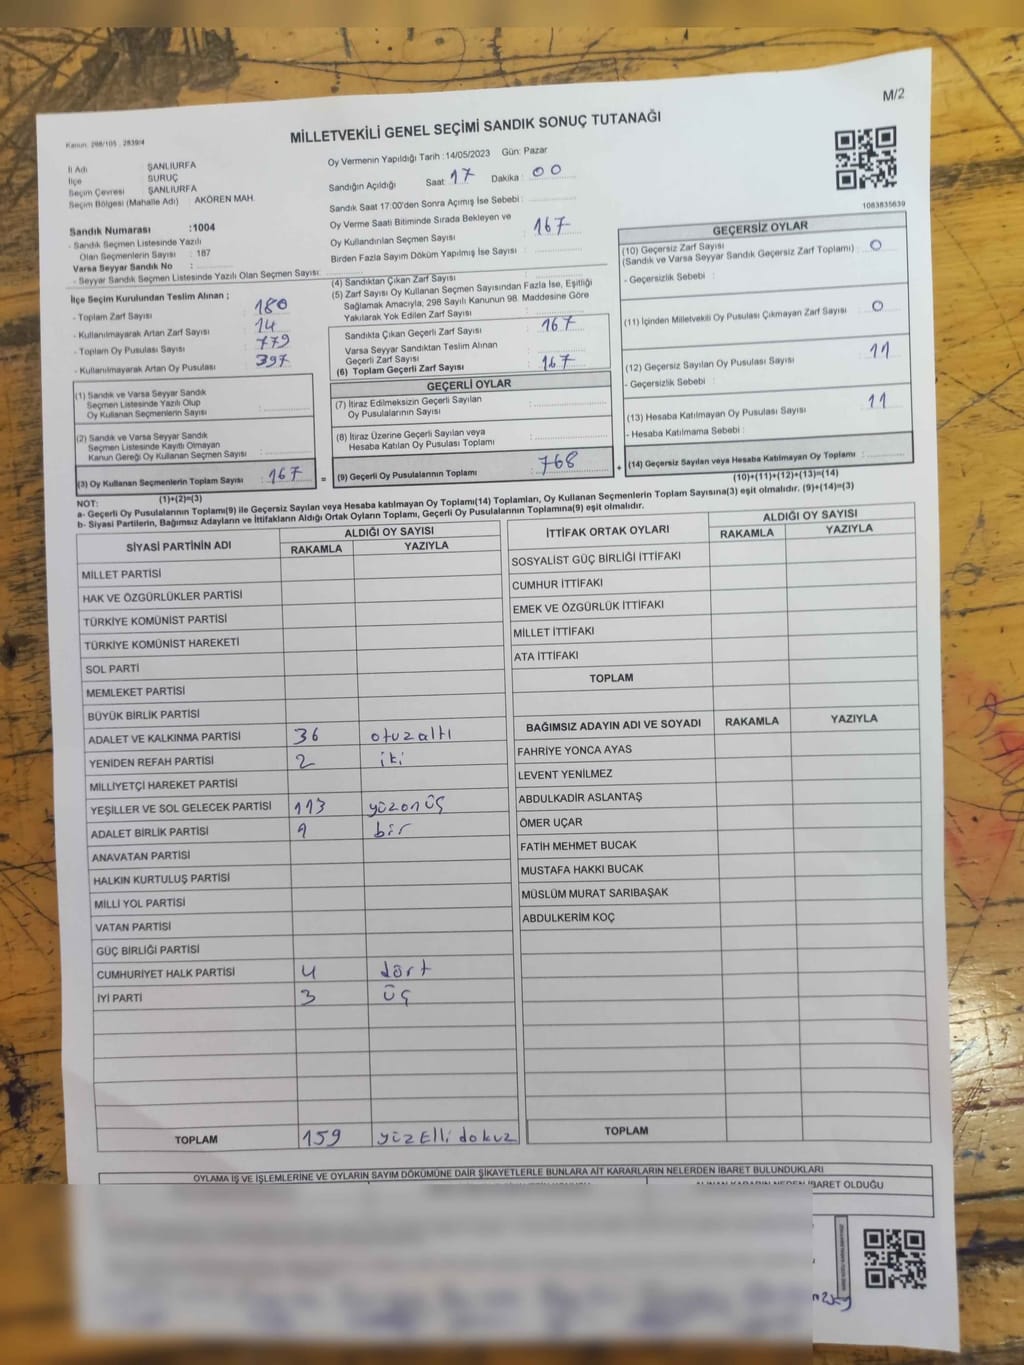 M/2
Kanun: 298/105 . 2839/4
MİLLETVEKİLİ GENEL SEÇİMİ SANDIK SONUÇ TUTANAĞI
İl Adı : ŞANLIURFA
İlçe : SURUÇ
Seçim Çevresi : ŞANLIURFA
Seçim Bölgesi (Mahalle Adı) : AKÖREN MAH.
Sandık Numarası :1004
- Sandık Seçmen Listesinde Yazılı
Olan Seçmenlerin Sayısı : 187
Varsa Seyyar Sandık No :
- Seyyar Sandık Seçmen Listesinde Yazılı Olan Seçmen Sayısı:
Oy Vermenin Yapıldığı Tarih : 14/05/2023 Gün: Pazar
Sandığın Açıldığı Saat : 17 Dakika : 00
Sandık Saat 17:00'den Sonra Açımış İse Sebebi :
Oy Verme Saati Bitiminde Sırada Bekleyen ve
Oy Kullandırılan Seçmen Sayısı : 167
Birden Fazla Sayım Döküm Yapılmış İse Sayısı :
1083835639
İlçe Seçim Kurulundan Teslim Alınan ;
- Toplam Zarf Sayısı : 180
- Kullanılmayarak Artan Zarf Sayısı : 14
- Toplam Oy Pusulası Sayısı : 779
- Kullanılmayarak Artan Oy Pusulası : 397
(1) Sandık ve Varsa Seyyar Sandık
Seçmen Listesinde Yazılı Olup
Oy Kullanan Seçmenlerin Sayısı :
(2) Sandık ve Varsa Seyyar Sandık
Seçmen Listesinde Kayıtlı Olmayan
Kanun Gereği Oy Kullanan Seçmen Sayısı :
(3) Oy Kullanan Seçmenlerin Toplam Sayısı : 167
(1)+(2)=(3)
(4) Sandıktan Çıkan Zarf Sayısı :
(5) Zarf Sayısı Oy Kullanan Seçmen Sayısından Fazla İse, Eşitliği
Sağlamak Amacıyla, 298 Sayılı Kanunun 98. Maddesine Göre
Yakılarak Yok Edilen Zarf Sayısı :
Sandıkta Çıkan Geçerli Zarf Sayısı : 167
Varsa Seyyar Sandıktan Teslim Alınan
Geçerli Zarf Sayısı :
(6) Toplam Geçerli Zarf Sayısı : 167
GEÇERLİ OYLAR
(7) İtiraz Edilmeksizin Geçerli Sayılan
Oy Pusulalarının Sayısı :
(8) İtiraz Üzerine Geçerli Sayılan veya
Hesaba Katılan Oy Pusulası Toplamı :
= (9) Geçerli Oy Pusulalarının Toplamı : 768
GEÇERSİZ OYLAR
(10) Geçersiz Zarf Sayısı
(Sandık ve Varsa Seyyar Sandık Geçersiz Zarf Toplamı) : 0
- Geçersizlik Sebebi :
(11) İçinden Milletvekili Oy Pusulası Çıkmayan Zarf Sayısı : 0
(12) Geçersiz Sayılan Oy Pusulası Sayısı : 11
- Geçersizlik Sebebi :
(13) Hesaba Katılmayan Oy Pusulası Sayısı : 11
- Hesaba Katılmama Sebebi :
+ (14) Geçersiz Sayılan veya Hesaba Katılmayan Oy Toplamı :
(10)+(11)+(12)+(13)=(14)
NOT:
a- Geçerli Oy Pusulalarının Toplamı(9) ile Geçersiz Sayılan veya Hesaba katılmayan Oy Toplamı(14) Toplamları, Oy Kullanan Seçmenlerin Toplam Sayısına(3) eşit olmalıdır. (9)+(14)=(3)
b- Siyasi Partilerin, Bağımsız Adayların ve İttifakların Aldığı Ortak Oyların Toplamı, Geçerli Oy Pusulalarının Toplamına(9) eşit olmalıdır.
SİYASİ PARTİNİN ADI ALDIĞI OY SAYISI
RAKAMLA YAZIYLA
MİLLET PARTİSİ
HAK VE ÖZGÜRLÜKLER PARTİSİ
TÜRKİYE KOMÜNİST PARTİSİ
TÜRKİYE KOMÜNİST HAREKETİ
SOL PARTİ
MEMLEKET PARTİSİ
BÜYÜK BİRLİK PARTİSİ
ADALET VE KALKINMA PARTİSİ 36 otuzaltı
YENİDEN REFAH PARTİSİ 2 iki
MİLLİYETÇİ HAREKET PARTİSİ
YEŞİLLER VE SOL GELECEK PARTİSİ 113 yüzonüç
ADALET BİRLİK PARTİSİ 1 bir
ANAVATAN PARTİSİ
HALKIN KURTULUŞ PARTİSİ
MİLLİ YOL PARTİSİ
VATAN PARTİSİ
GÜÇ BİRLİĞİ PARTİSİ
CUMHURİYET HALK PARTİSİ 4 dört
İYİ PARTİ 3 üç
TOPLAM 159 yüzElli dokuz
İTTİFAK ORTAK OYLARI ALDIĞI OY SAYISI
RAKAMLA YAZIYLA
SOSYALİST GÜÇ BİRLİĞİ İTTİFAKI
CUMHUR İTTİFAKI
EMEK VE ÖZGÜRLÜK İTTİFAKI
MİLLET İTTİFAKI
ATA İTTİFAKI
TOPLAM
BAĞIMSIZ ADAYIN ADI VE SOYADI RAKAMLA YAZIYLA
FAHRİYE YONCA AYAS
LEVENT YENİLMEZ
ABDULKADİR ASLANTAŞ
ÖMER UÇAR
FATİH MEHMET BUCAK
MUSTAFA HAKKI BUCAK
MÜSLÜM MURAT SARIBAŞAK
ABDULKERİM KOÇ
TOPLAM
OYLAMA İŞ VE İŞLEMLERİNE VE OYLARIN SAYIM DÖKÜMÜNE DAİR ŞİKAYETLERLE BUNLARA AİT KARARLARIN NELERDEN İBARET BULUNDUKLARI
ALINAN KARARIN NEDEN İBARET OLDUĞU